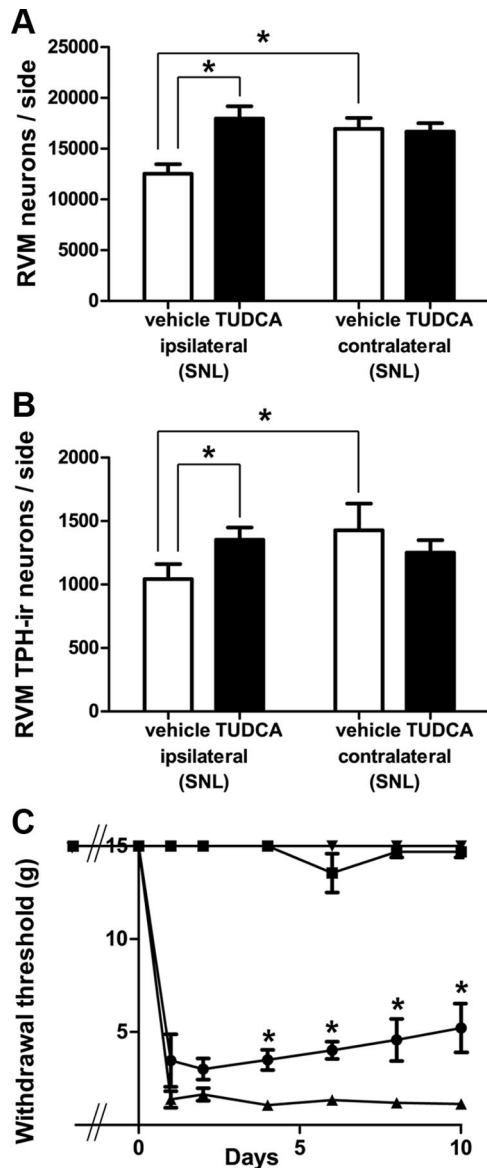 A
RVM neurons / side
25000
20000
15000
10000
5000
0
*
*
vehicle TUDCA vehicle TUDCA
ipsilateral contralateral
(SNL) (SNL)
B
RVM TPH-ir neurons / side
2000
1500
1000
500
0
*
*
vehicle TUDCA vehicle TUDCA
ipsilateral contralateral
(SNL) (SNL)
C
Withdrawal threshold (g)
15
10
5
* * * *
0 5 10
Days